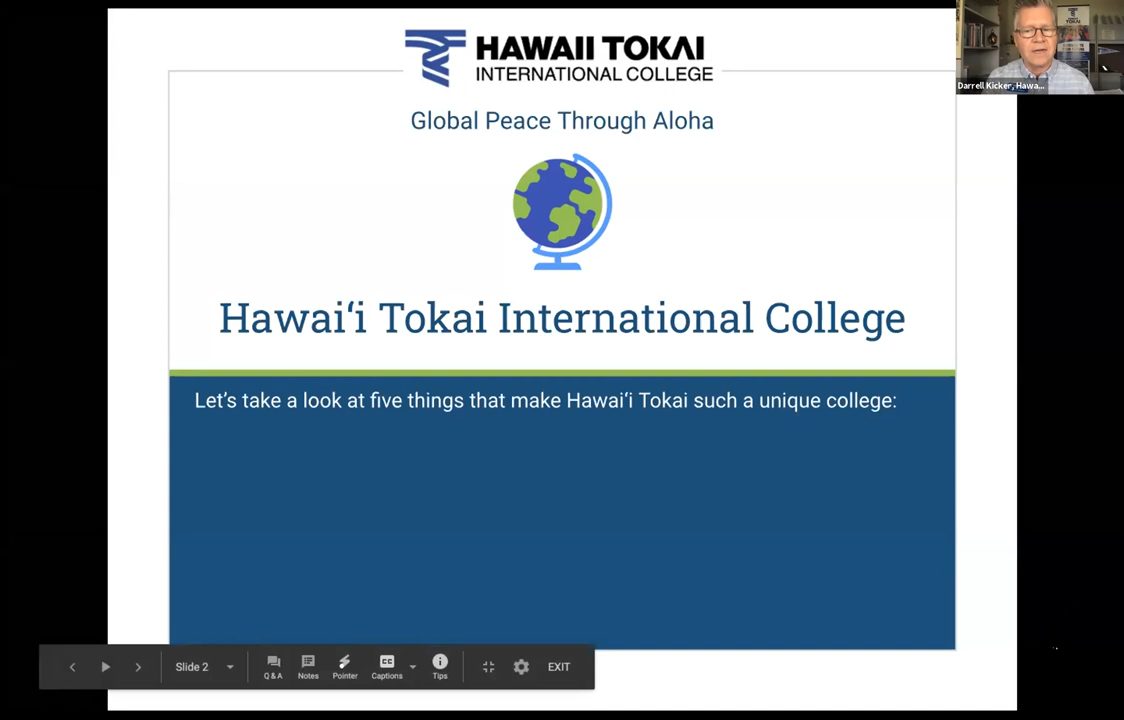 HAWAII TOKAI
INTERNATIONAL COLLEGE
Darrell Kicker, Hawa...
Global Peace Through Aloha
Hawaiʻi Tokai International College
Let's take a look at five things that make Hawaiʻi Tokai such a unique college:
Slide 2
Q & A
Notes
Pointer
CC
Captions
Tips
EXIT